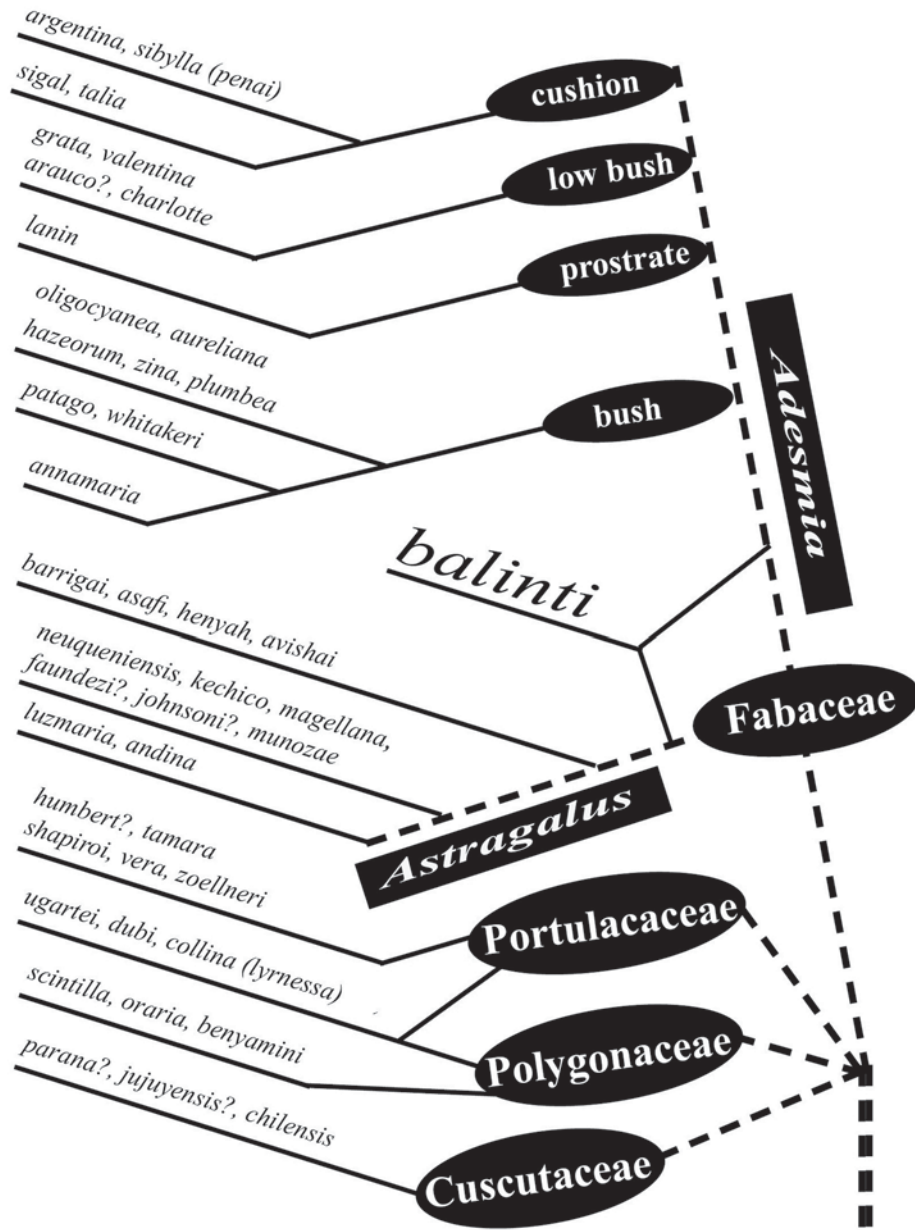 argentina, sibylla (penai)
cushion
sigal, talia
grata, valentina
arauco?, charlotte
low bush
lanin
prostrate
oligocyanea, aureliana
hazeorum, zina, plumbea
bush
patago, whitakeri
annamaria
Adesmia
balinti
barrigai, asafi, henyah, avishai
neuqueniensis, kechico, magellana,
faundezi?, johnsoni?, munozae
Fabaceae
luzmaria, andina
Astragalus
humbert?, tamara
shapiroi, vera, zoellneri
Portulacaceae
ugartei, dubi, collina (lyrnessa)
scintilla, oraria, benyamini
Polygonaceae
parana?, jujuyensis?, chilensis
Cuscutaceae